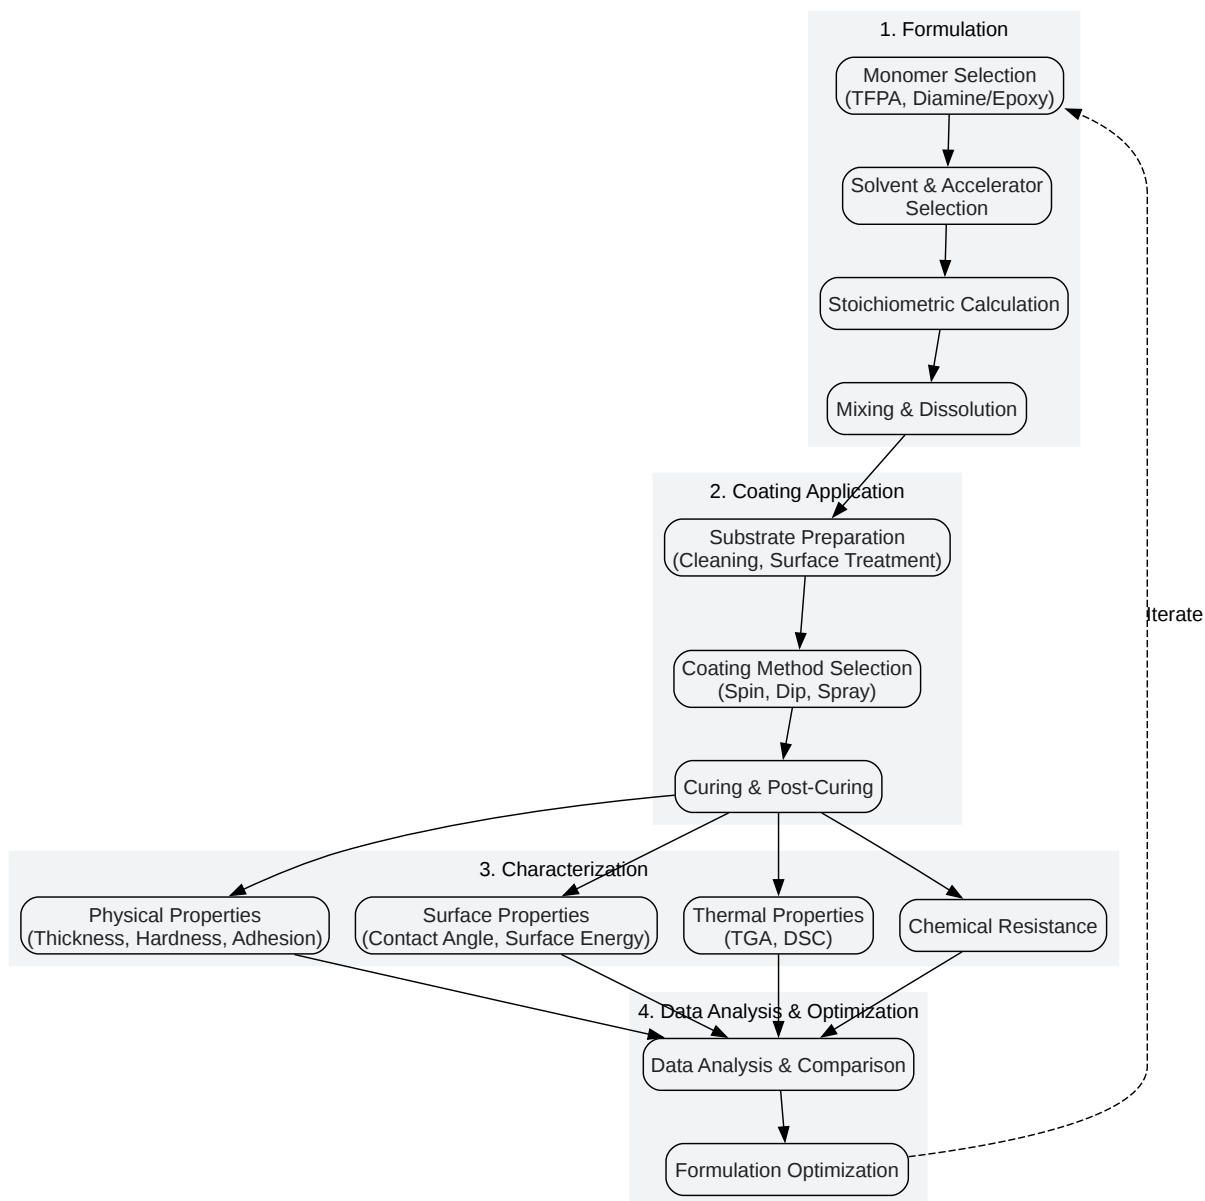 1. Formulation
Monomer Selection
(TFPA, Diamine/Epoxy)
Solvent & Accelerator
Selection
Stoichiometric Calculation
Mixing & Dissolution
2. Coating Application
Substrate Preparation
(Cleaning, Surface Treatment)
Iterate
Coating Method Selection
(Spin, Dip, Spray)
Curing & Post-Curing
3. Characterization
Physical Properties
(Thickness, Hardness, Adhesion)
Surface Properties
(Contact Angle, Surface Energy)
Thermal Properties
(TGA, DSC)
Chemical Resistance
4. Data Analysis & Optimization
Data Analysis & Comparison
Formulation Optimization